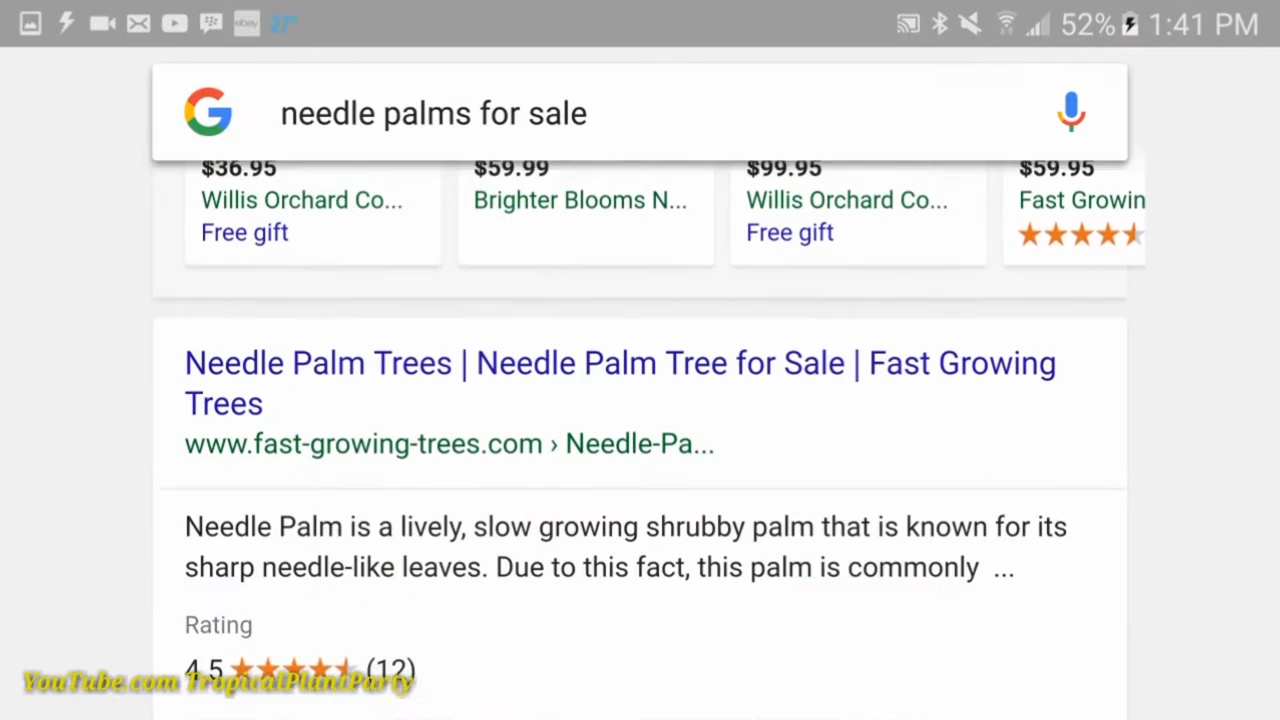 ebay 27° 52% 1:41 PM
needle palms for sale
$36.95 $59.99 $99.95 $59.95
Willis Orchard Co... Brighter Blooms N... Willis Orchard Co... Fast Growin
Free gift Free gift
Needle Palm Trees | Needle Palm Tree for Sale | Fast Growing
Trees
www.fast-growing-trees.com › Needle-Pa...
Needle Palm is a lively, slow growing shrubby palm that is known for its
sharp needle-like leaves. Due to this fact, this palm is commonly ...
Rating
4.5 (12)
YouTube.com TropicalPlantParty